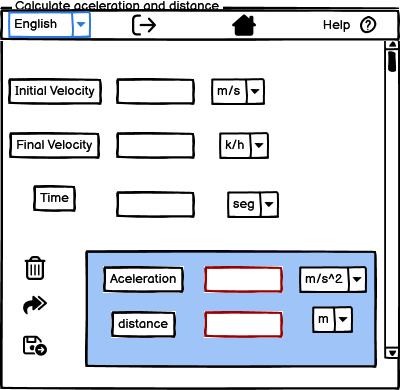 Calculate aceleration and distance
English
Help ?
Initial Velocity
m/s
Final Velocity
k/h
Time
seg
Aceleration
m/s^2
distance
m